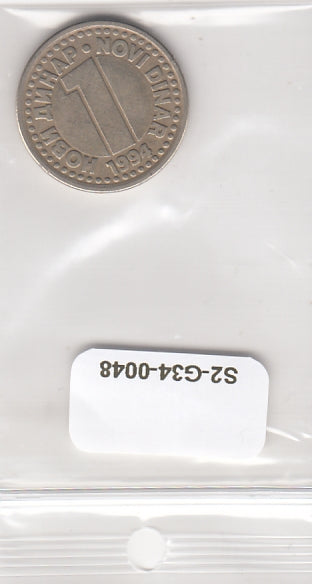 НОВИ ДИНАР • NOVI DINAR
1
1994
S2-G34-0048